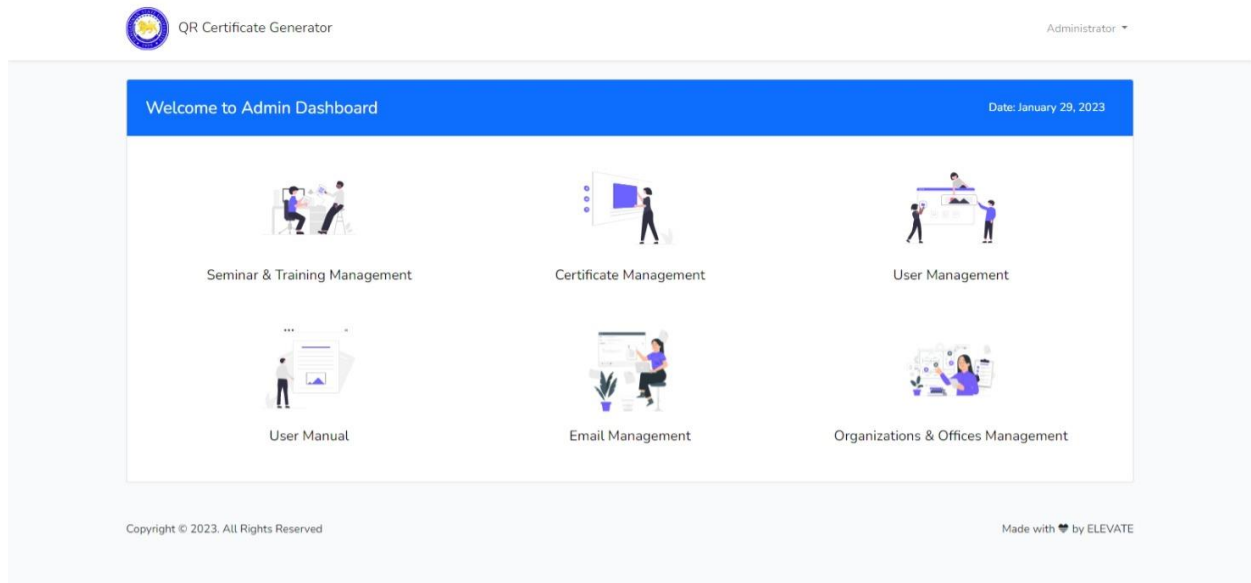 QR Certificate Generator
Administrator
Welcome to Admin Dashboard
Date: January 29, 2023
Seminar & Training Management
Certificate Management
User Management
User Manual
Email Management
Organizations & Offices Management
Copyright © 2023. All Rights Reserved
Made with 🖤 by ELEVATE